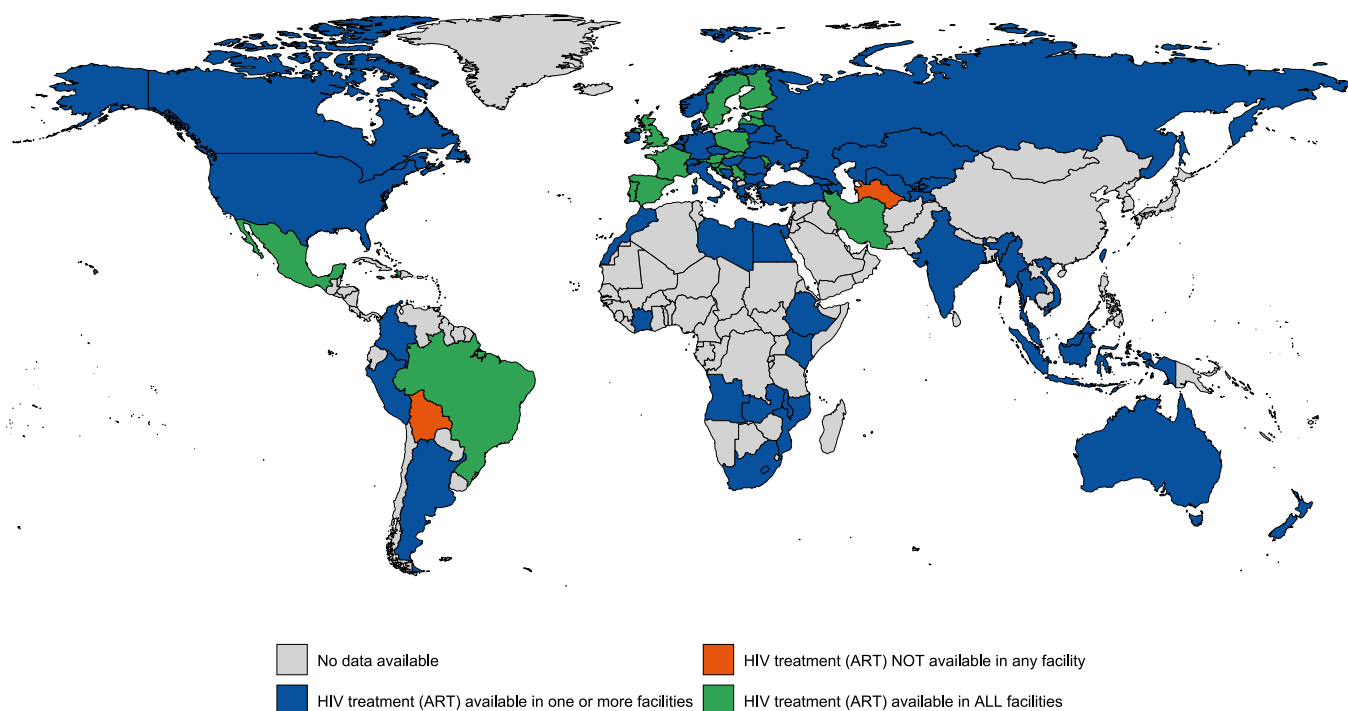 No data available
HIV treatment (ART) available in one or more facilities
HIV treatment (ART) NOT available in any facility
HIV treatment (ART) available in ALL facilities